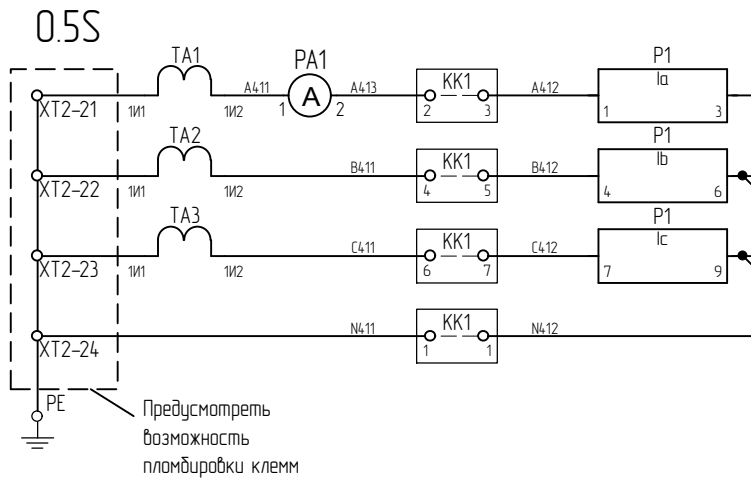 0.5S
TA1
PA1
P1
XT2-21
1И1
1И2
A411
1
A
2
A413
KK1
2
3
A412
Ia
1
3
TA2
P1
XT2-22
1И1
1И2
B411
KK1
4
5
B412
Ib
4
6
TA3
P1
XT2-23
1И1
1И2
C411
KK1
6
7
C412
Ic
7
9
XT2-24
N411
KK1
1
1
N412
PE
Предусмотреть
возможность
пломбировки клемм